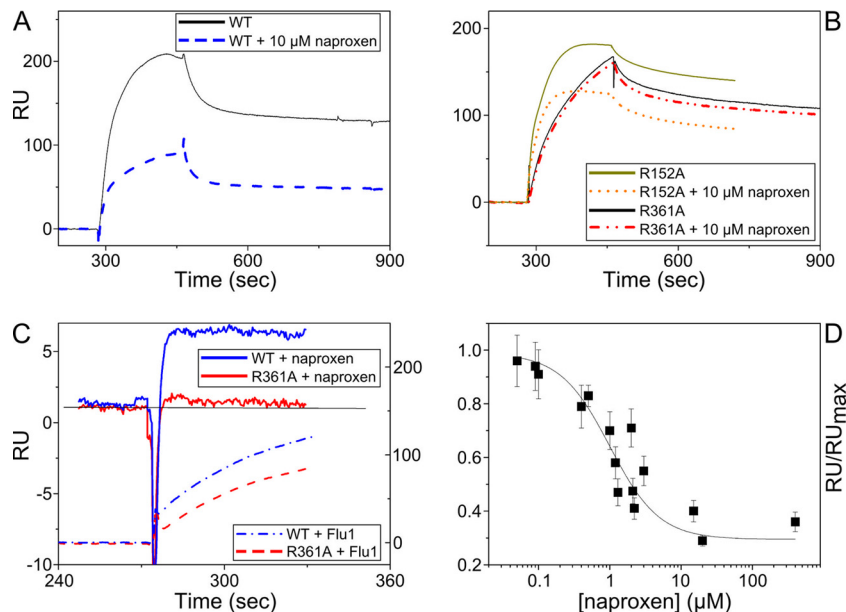 A
WT
WT + 10 µM naproxen
RU
200
100
0
300
600
900
Time (sec)
B
200
100
0
R152A
R152A + 10 µM naproxen
R361A
R361A + 10 µM naproxen
300
600
900
Time (sec)
C
WT + naproxen
R361A + naproxen
RU
5
0
-5
-10
200
100
0
WT + Flu1
R361A + Flu1
240
300
360
Time (sec)
D
1.0
0.8
0.6
0.4
0.2
RU/RUmax
0.1
1
10
100
[naproxen] (µM)